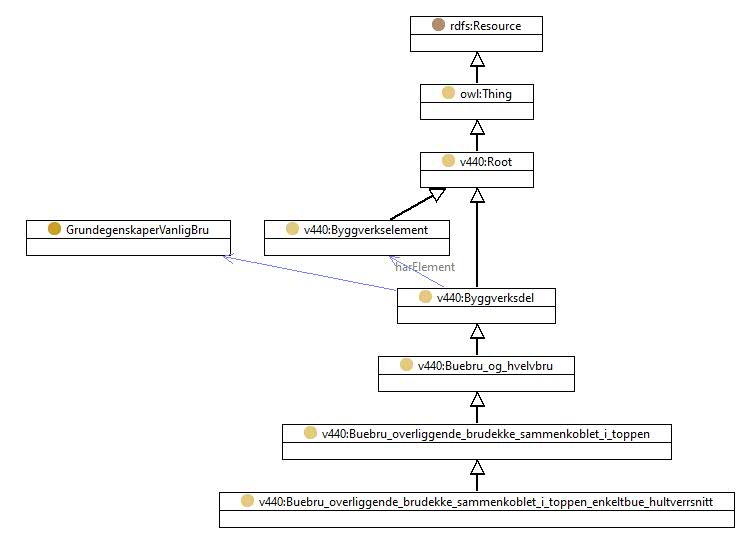 rdfs:Resource
owl:Thing
v440:Root
GrundegenskaperVanligBru
v440:Byggverkselement
harElement
v440:Byggverksdel
v440:Buebru_og_hvelvbru
v440:Buebru_overliggende_brudekke_sammenkoblet_i_toppen
v440:Buebru_overliggende_brudekke_sammenkoblet_i_toppen_enkeltbue_hultverrsnitt